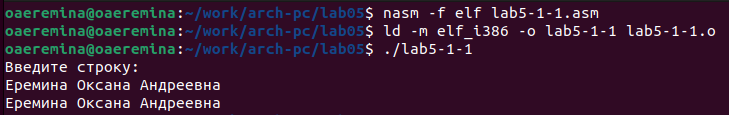 oaeremina@oaeremina:~/work/arch-pc/lab05$ nasm -f elf lab5-1-1.asm
oaeremina@oaeremina:~/work/arch-pc/lab05$ ld -m elf_i386 -o lab5-1-1 lab5-1-1.o
oaeremina@oaeremina:~/work/arch-pc/lab05$ ./lab5-1-1
Введите строку:
Еремина Оксана Андреевна
Еремина Оксана Андреевна